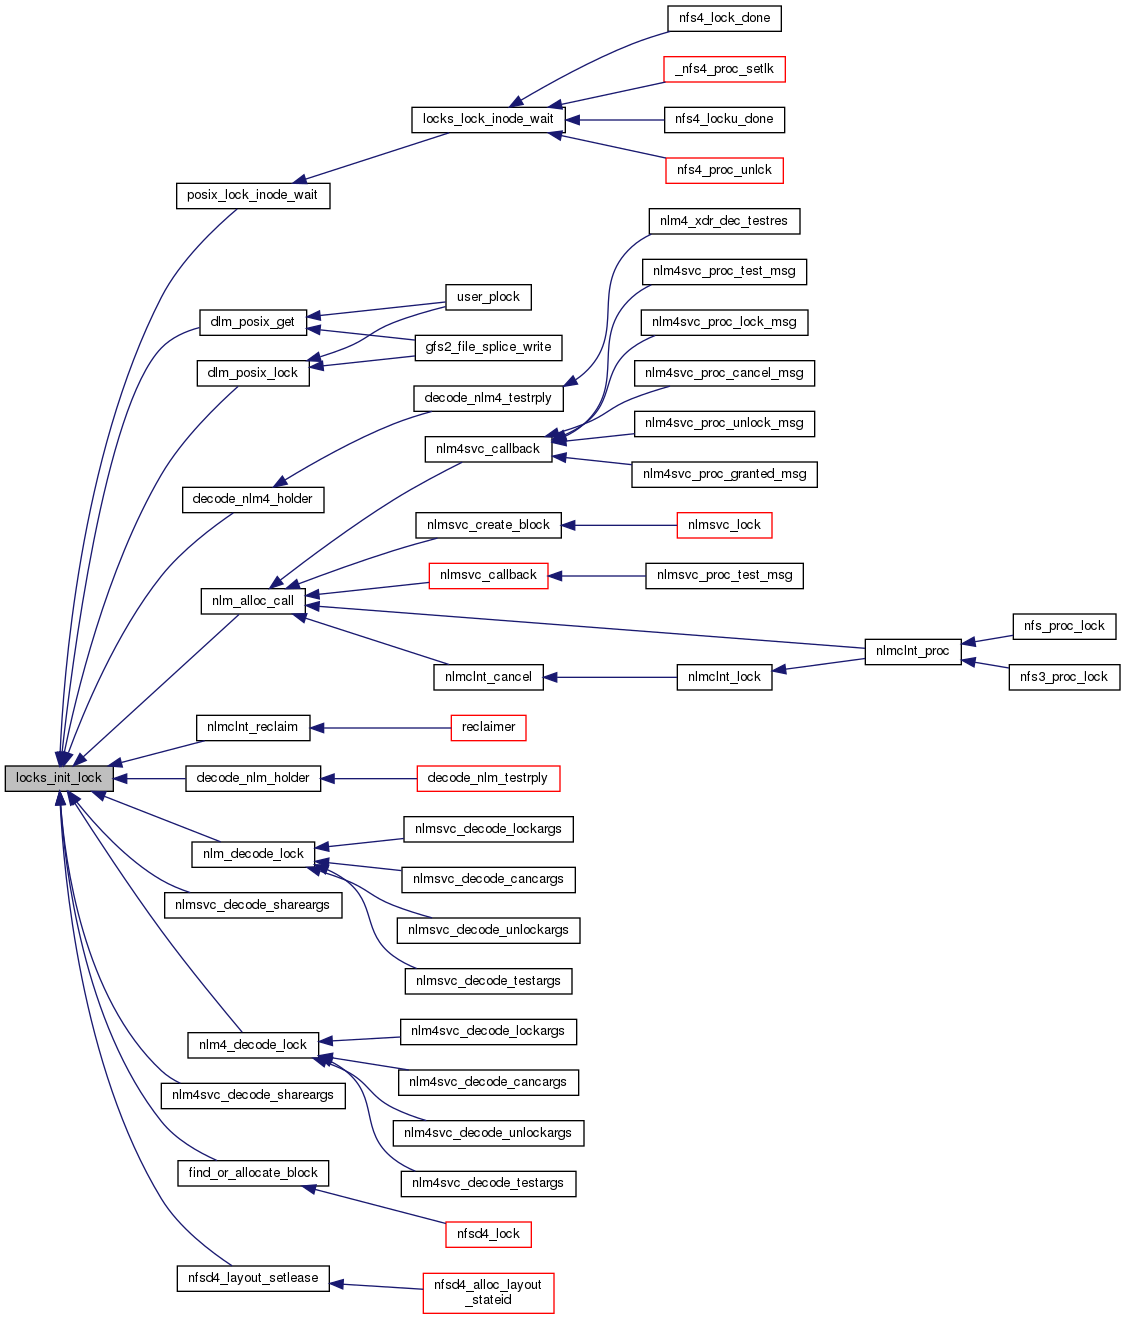 nfs4_lock_done
_nfs4_proc_setlk
locks_lock_inode_wait
nfs4_locku_done
nfs4_proc_unlck
posix_lock_inode_wait
nlm4_xdr_dec_testres
nlm4svc_proc_test_msg
user_plock
dlm_posix_get
nlm4svc_proc_lock_msg
gfs2_file_splice_write
dlm_posix_lock
nlm4svc_proc_cancel_msg
decode_nlm4_testrply
nlm4svc_proc_unlock_msg
nlm4svc_callback
nlm4svc_proc_granted_msg
decode_nlm4_holder
nlmsvc_create_block
nlmsvc_lock
nlmsvc_callback
nlmsvc_proc_test_msg
nlm_alloc_call
nfs_proc_lock
nlmclnt_proc
nlmclnt_cancel
nlmclnt_lock
nfs3_proc_lock
nlmclnt_reclaim
reclaimer
locks_init_lock
decode_nlm_holder
decode_nlm_testrply
nlmsvc_decode_lockargs
nlm_decode_lock
nlmsvc_decode_cancargs
nlmsvc_decode_shareargs
nlmsvc_decode_unlockargs
nlmsvc_decode_testargs
nlm4svc_decode_lockargs
nlm4_decode_lock
nlm4svc_decode_cancargs
nlm4svc_decode_shareargs
nlm4svc_decode_unlockargs
find_or_allocate_block
nlm4svc_decode_testargs
nfsd4_lock
nfsd4_layout_setlease
nfsd4_alloc_layout
_stateid